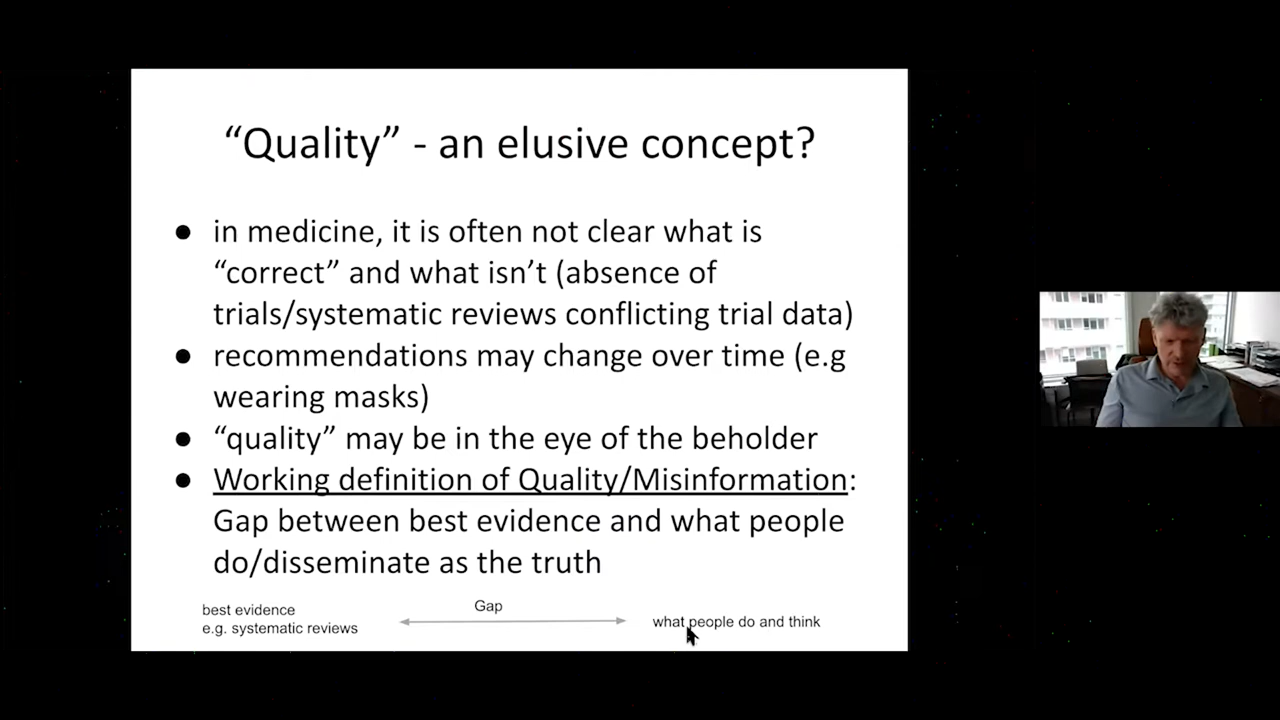 “Quality” - an elusive concept?
● in medicine, it is often not clear what is
“correct” and what isn’t (absence of
trials/systematic reviews conflicting trial data)
● recommendations may change over time (e.g
wearing masks)
● “quality” may be in the eye of the beholder
● Working definition of Quality/Misinformation:
Gap between best evidence and what people
do/disseminate as the truth
best evidence
e.g. systematic reviews
Gap
what people do and think